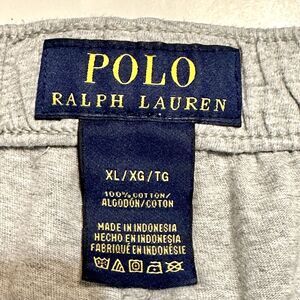 POLO
RALPH LAUREN
XL/XG/TG
100% COTTON/
ALGODÓN/COTON
MADE IN INDONESIA
HECHO EN INDONESIA
FABRIQUÉ EN INDONÉSIE